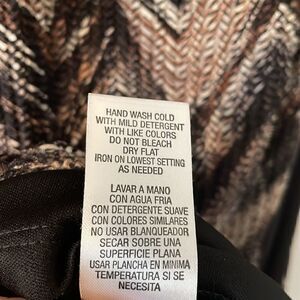 HAND WASH COLD
WITH MILD DETERGENT
WITH LIKE COLORS
DO NOT BLEACH
DRY FLAT
IRON ON LOWEST SETTING
AS NEEDED
LAVAR A MANO
CON AGUA FRIA
CON DETERGENTE SUAVE
CON COLORES SIMILARES
NO USAR BLANQUEADOR
SECAR SOBRE UNA
SUPERFICIE PLANA
USAR PLANCHA EN MINIMA
TEMPERATURA SI SE
NECESITA